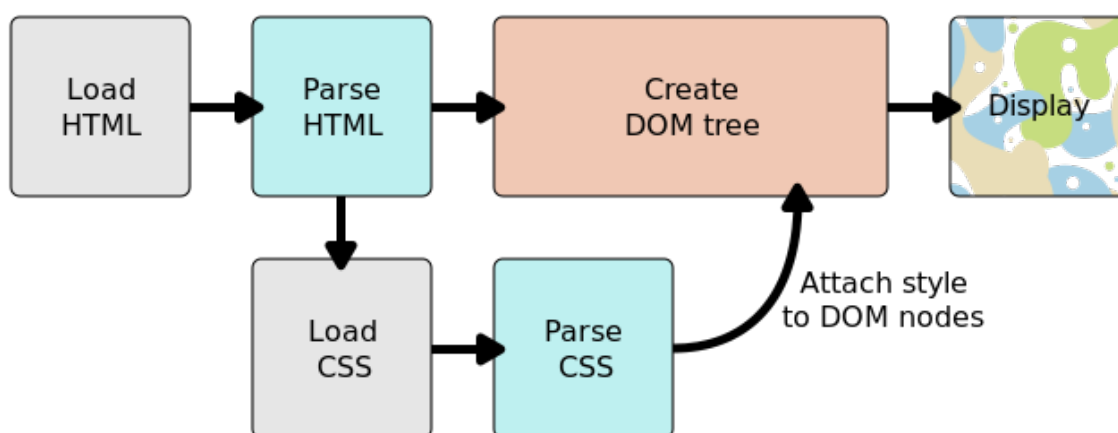 Load
HTML
Parse
HTML
Create
DOM tree
Display
Load
CSS
Parse
CSS
Attach style
to DOM nodes